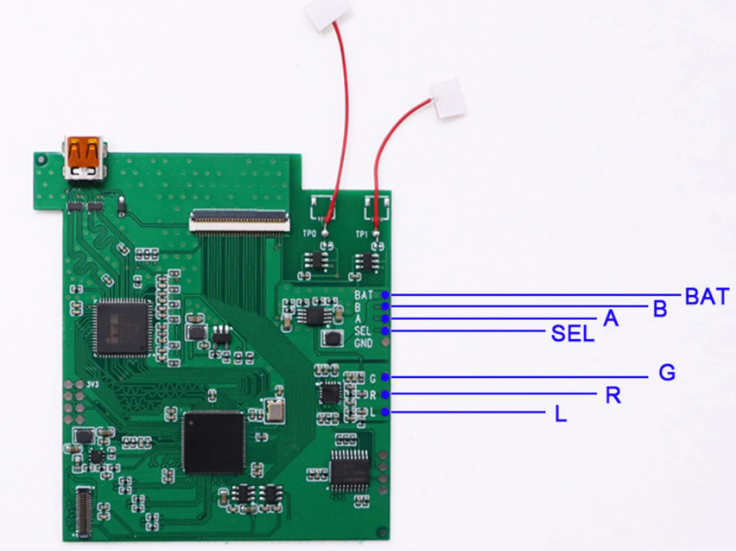 TP0
TP1
BAT BAT
B B
A A
SEL SEL
GND
G G
3V3
R R
L L